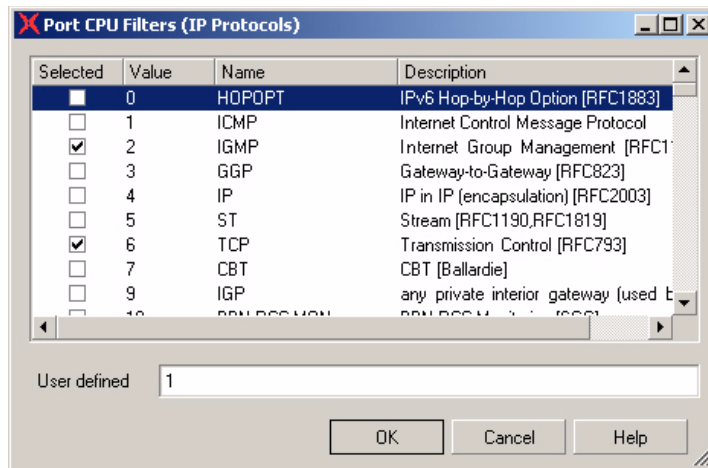 Port CPU Filters (IP Protocols)
Selected Value Name Description
0 HOPOPT IPv6 Hop-by-Hop Option [RFC1883]
1 ICMP Internet Control Message Protocol
2 IGMP Internet Group Management [RFC1
3 GGP Gateway-to-Gateway [RFC823]
4 IP IP in IP (encapsulation) [RFC2003]
5 ST Stream [RFC1190,RFC1819]
6 TCP Transmission Control [RFC793]
7 CBT CBT [Ballardie]
9 IGP any private interior gateway (used b
User defined 1
OK Cancel Help